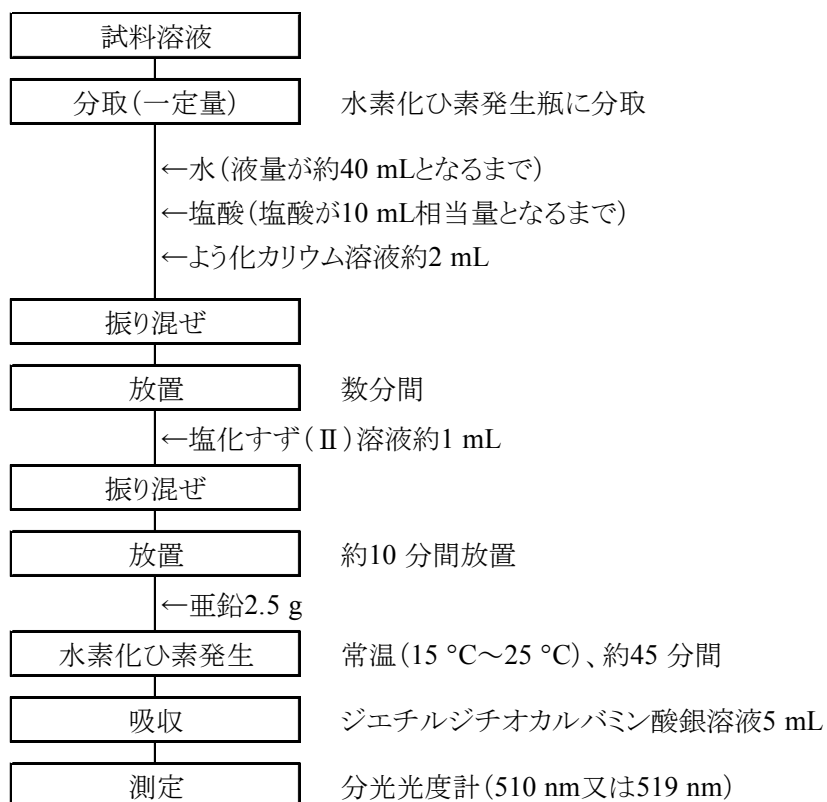 試料溶液
分取(一定量) 水素化ひ素発生瓶に分取
←水(液量が約40 mLとなるまで)
←塩酸(塩酸が10 mL相当量となるまで)
←よう化カリウム溶液約2 mL
振り混ぜ
放置 数分間
←塩化すず(Ⅱ)溶液約1 mL
振り混ぜ
放置 約10 分間放置
←亜鉛2.5 g
水素化ひ素発生 常温(15 °C～25 °C)、約45 分間
吸収 ジエチルジチオカルバミン酸銀溶液5 mL
測定 分光光度計(510 nm又は519 nm)